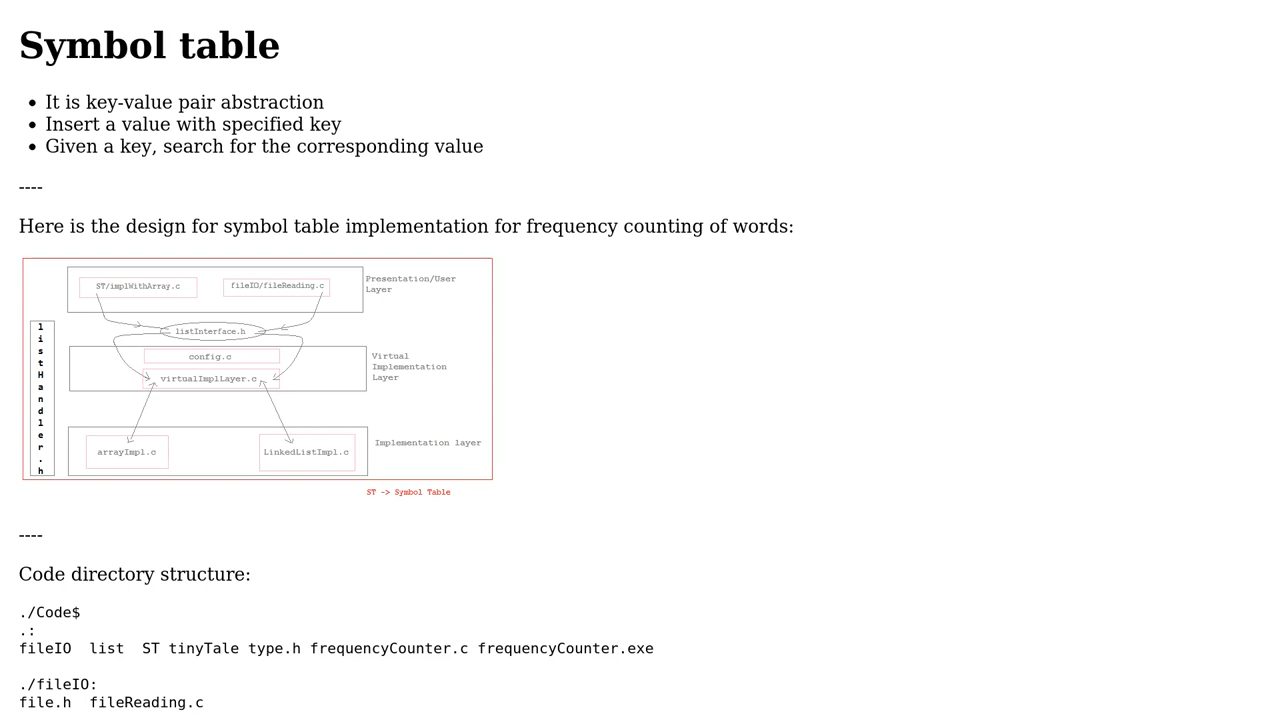 Symbol table
It is key-value pair abstraction
Insert a value with specified key
Given a key, search for the corresponding value
----
Here is the design for symbol table implementation for frequency counting of words:
ST/implWithArray.c
fileIO/fileReading.c
Presentation/User
Layer
listInterface.h
listHandler.h
config.c
virtualImplLayer.c
Virtual
Implementation
Layer
arrayImpl.c
LinkedListImpl.c
Implementation layer
ST -> Symbol Table
----
Code directory structure:
./Code$
.:
fileIO  list  ST tinyTale type.h frequencyCounter.c frequencyCounter.exe
./fileIO:
file.h  fileReading.c